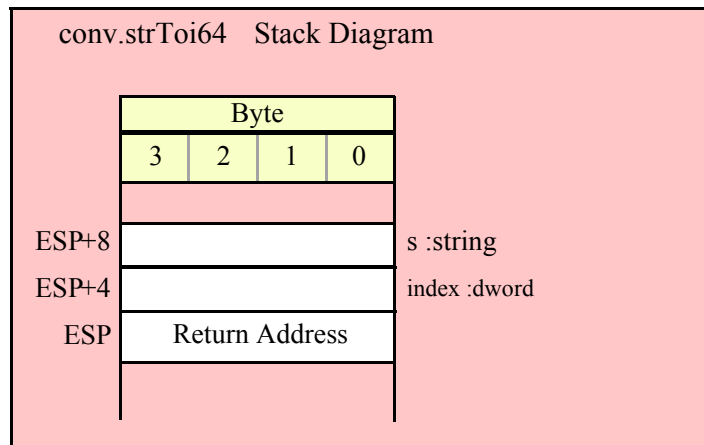 conv.strToi64 Stack Diagram
Byte
3 2 1 0
ESP+8 s :string
ESP+4 index :dword
ESP Return Address